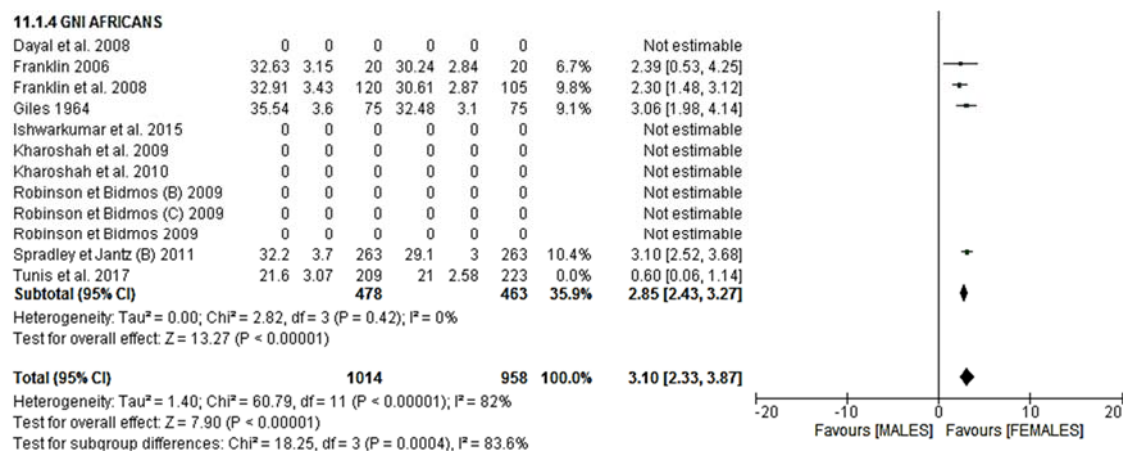 11.1.4 GNI AFRICANS
Dayal et al. 2008 0 0 0 0 0 0 Not estimable
Franklin 2006 32.63 3.15 20 30.24 2.84 20 6.7% 2.39 [0.53, 4.25]
Franklin et al. 2008 32.91 3.43 120 30.61 2.87 105 9.8% 2.30 [1.48, 3.12]
Giles 1964 35.54 3.6 75 32.48 3.1 75 9.1% 3.06 [1.98, 4.14]
Ishwarkumar et al. 2015 0 0 0 0 0 0 Not estimable
Kharoshah et al. 2009 0 0 0 0 0 0 Not estimable
Kharoshah et al. 2010 0 0 0 0 0 0 Not estimable
Robinson et Bidmos (B) 2009 0 0 0 0 0 0 Not estimable
Robinson et Bidmos (C) 2009 0 0 0 0 0 0 Not estimable
Robinson et Bidmos 2009 0 0 0 0 0 0 Not estimable
Spradley et Jantz (B) 2011 32.2 3.7 263 29.1 3 263 10.4% 3.10 [2.52, 3.68]
Tunis et al. 2017 21.6 3.07 209 21 2.58 223 0.0% 0.60 [0.06, 1.14]
Subtotal (95% CI) 478 463 35.9% 2.85 [2.43, 3.27]
Heterogeneity: Tau² = 0.00; Chi² = 2.82, df = 3 (P = 0.42); I² = 0%
Test for overall effect: Z = 13.27 (P < 0.00001)
Total (95% CI) 1014 958 100.0% 3.10 [2.33, 3.87]
Heterogeneity: Tau² = 1.40; Chi² = 60.79, df = 11 (P < 0.00001); I² = 82%
Test for overall effect: Z = 7.90 (P < 0.00001)
Test for subgroup differences: Chi² = 18.25, df = 3 (P = 0.0004), I² = 83.6%
-20 -10 0 10 20
Favours [MALES] Favours [FEMALES]